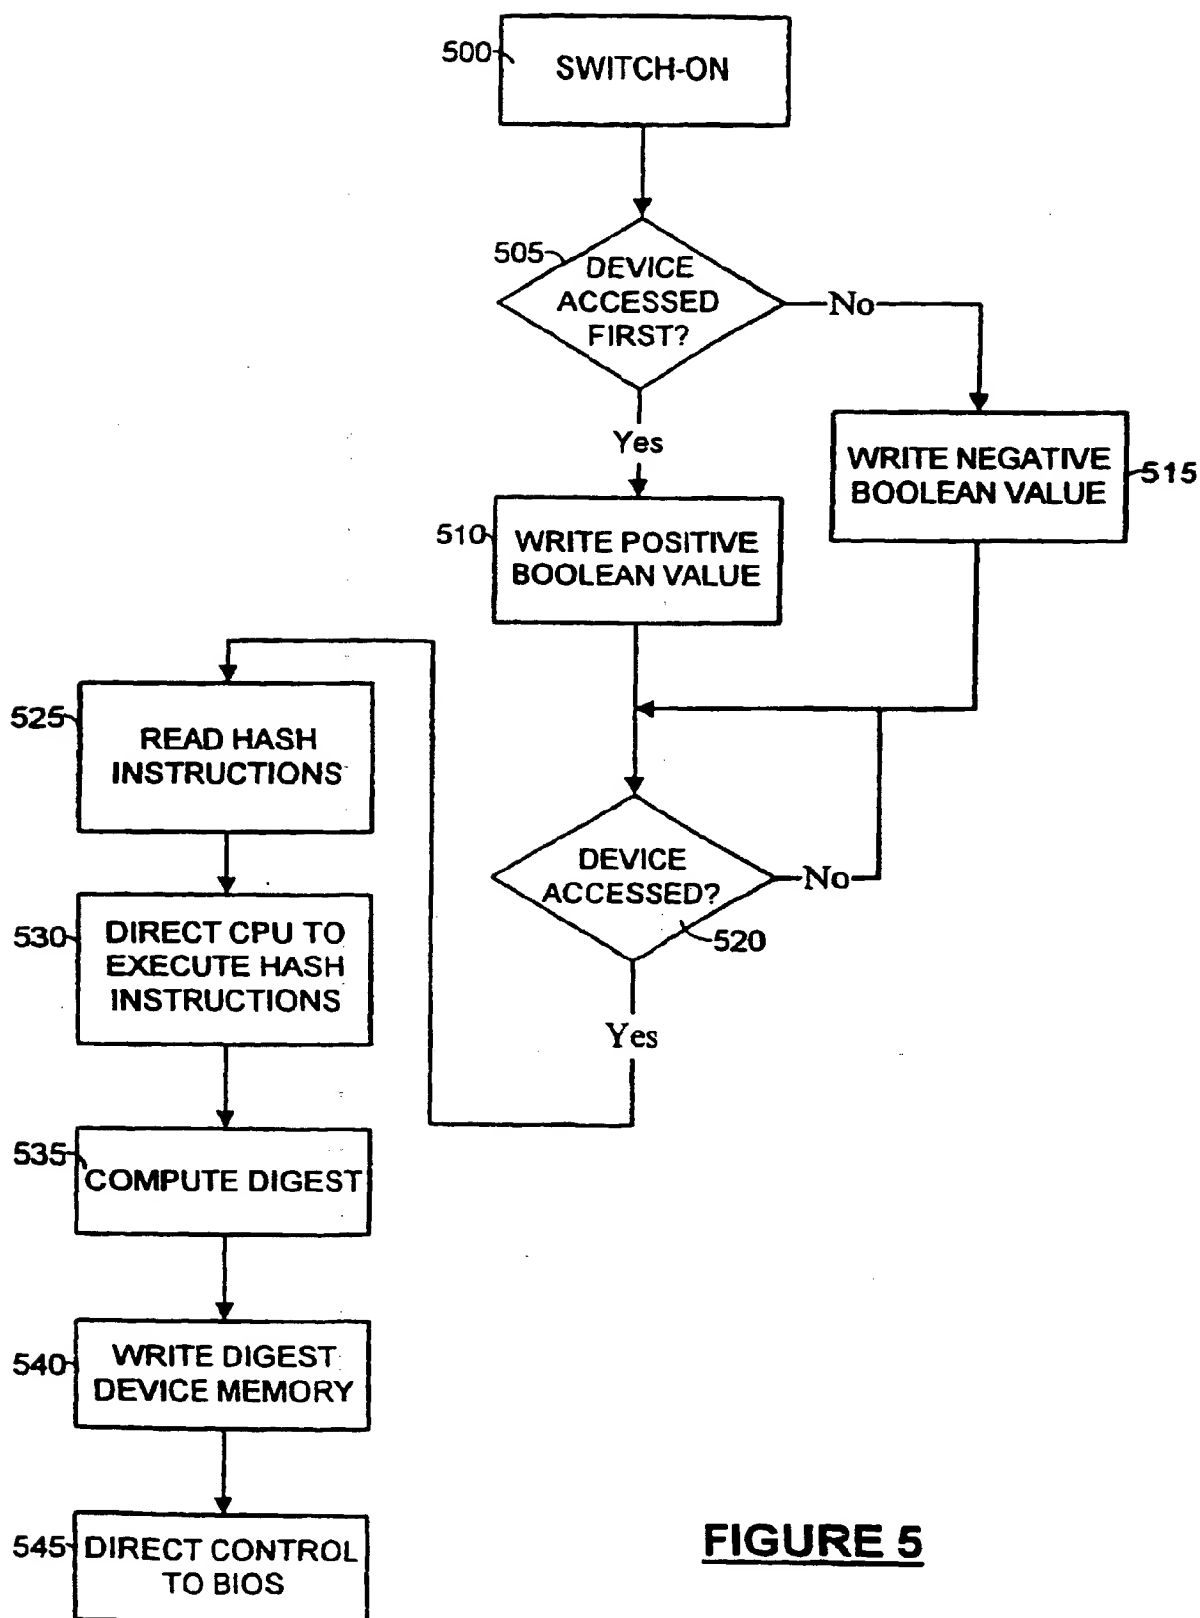 500
SWITCH-ON
505
DEVICE
ACCESSED
FIRST?
No
Yes
WRITE NEGATIVE
BOOLEAN VALUE
515
510
WRITE POSITIVE
BOOLEAN VALUE
525
READ HASH
INSTRUCTIONS
DEVICE
ACCESSED?
No
520
Yes
530
DIRECT CPU TO
EXECUTE HASH
INSTRUCTIONS
535
COMPUTE DIGEST
540
WRITE DIGEST
DEVICE MEMORY
545
DIRECT CONTROL
TO BIOS
FIGURE 5